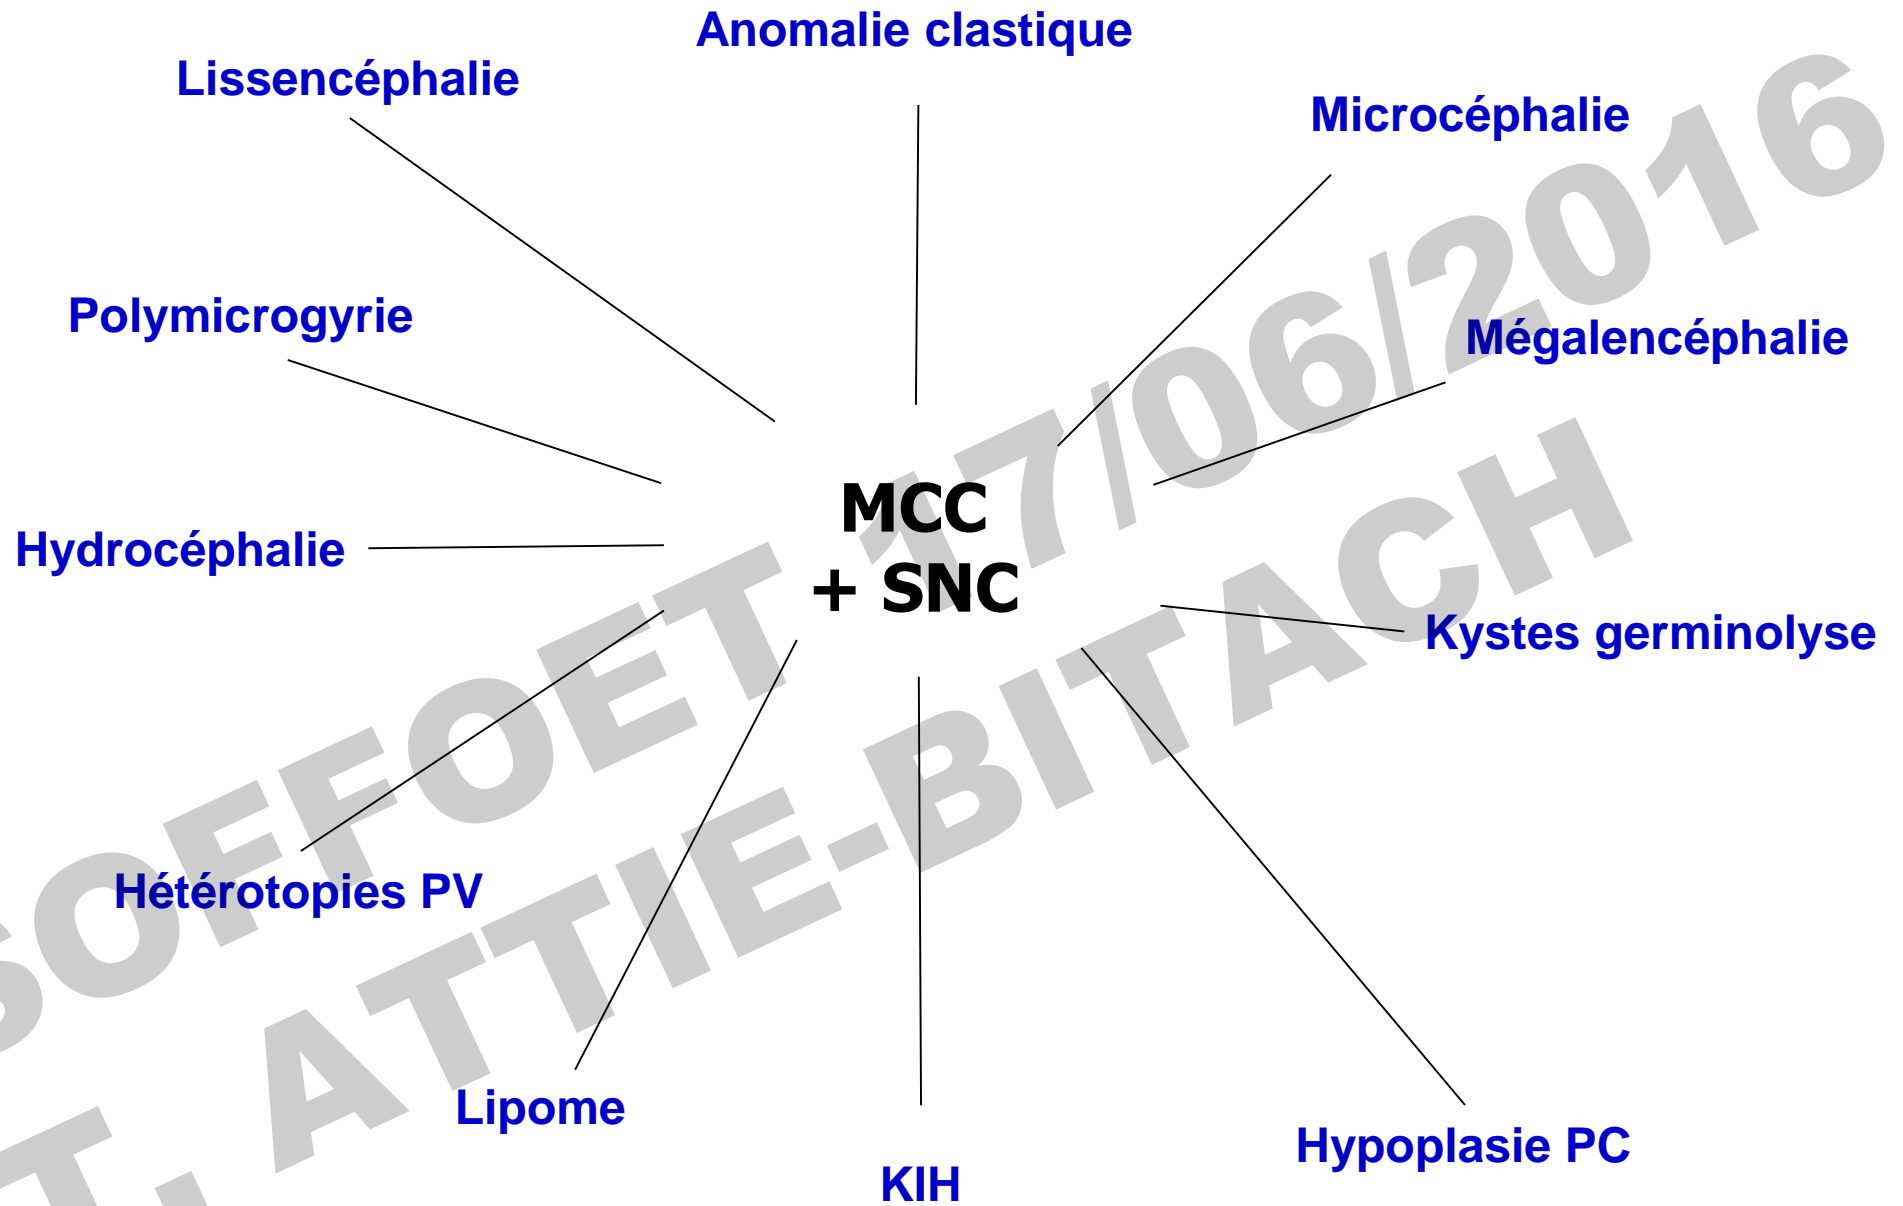 Anomalie clastique
Lissencéphalie
Microcéphalie
Polymicrogyrie
Mégalencéphalie
MCC
+ SNC
Hydrocéphalie
Kystes germinolyse
Hétérotopies PV
Lipome
Hypoplasie PC
KIH
SOFFOET 17/06/2016
T. ATTIE-BITACH